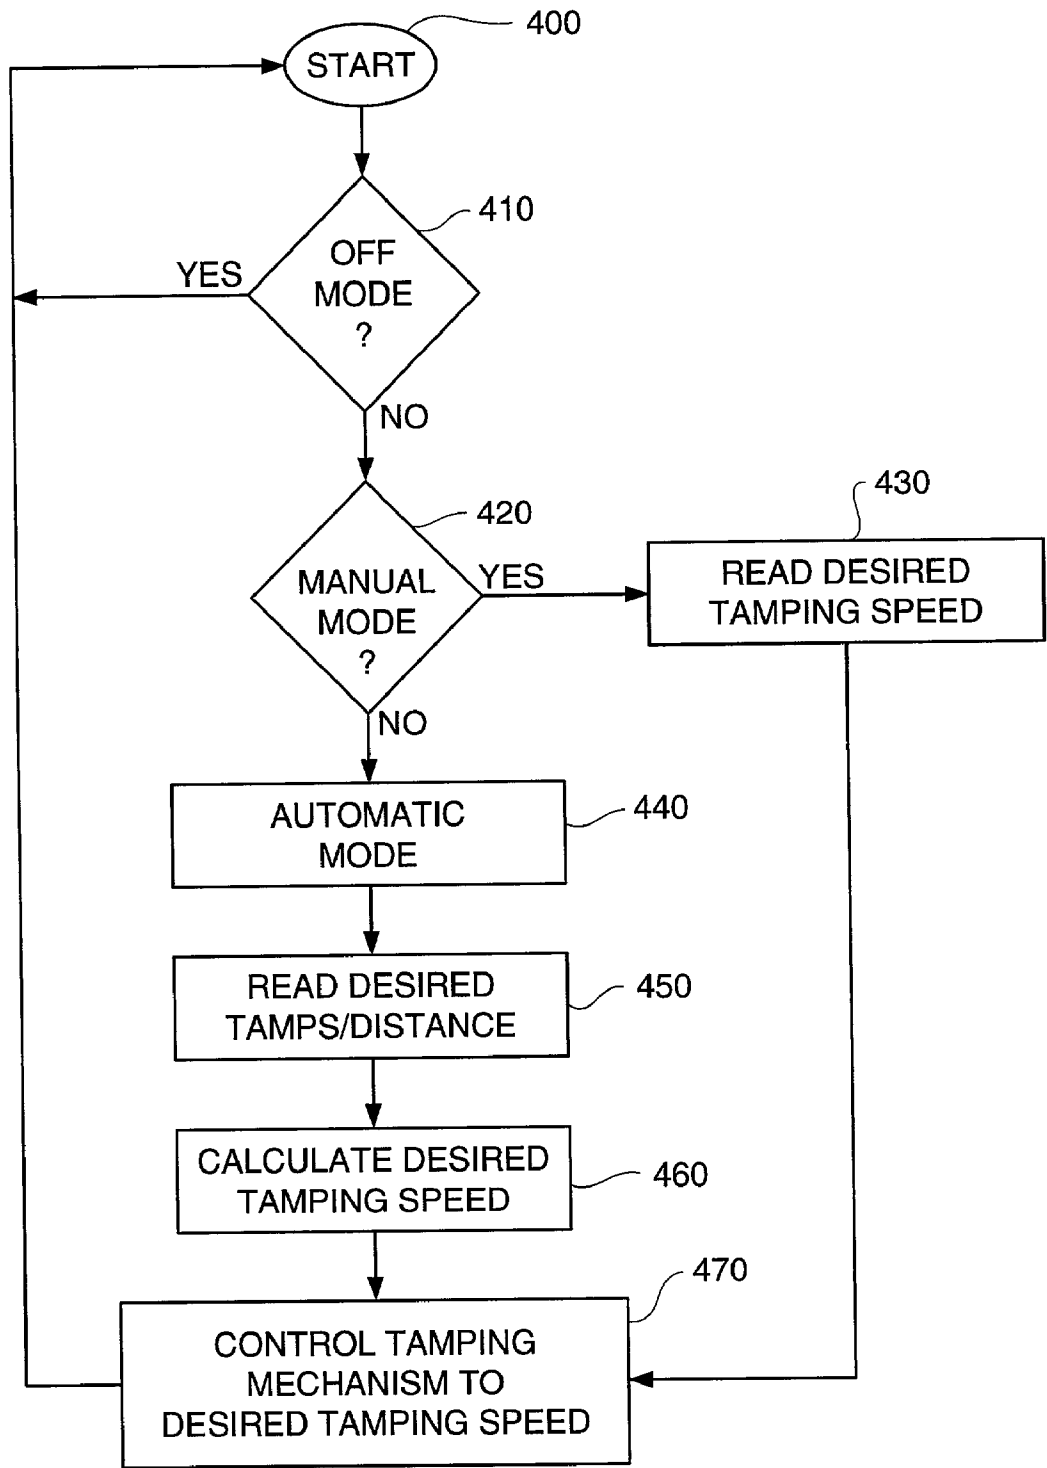 400
START
410
OFF
MODE
?
YES
NO
420
MANUAL
MODE
?
YES
430
READ DESIRED
TAMPING SPEED
NO
440
AUTOMATIC
MODE
450
READ DESIRED
TAMPS/DISTANCE
460
CALCULATE DESIRED
TAMPING SPEED
470
CONTROL TAMPING
MECHANISM TO
DESIRED TAMPING SPEED